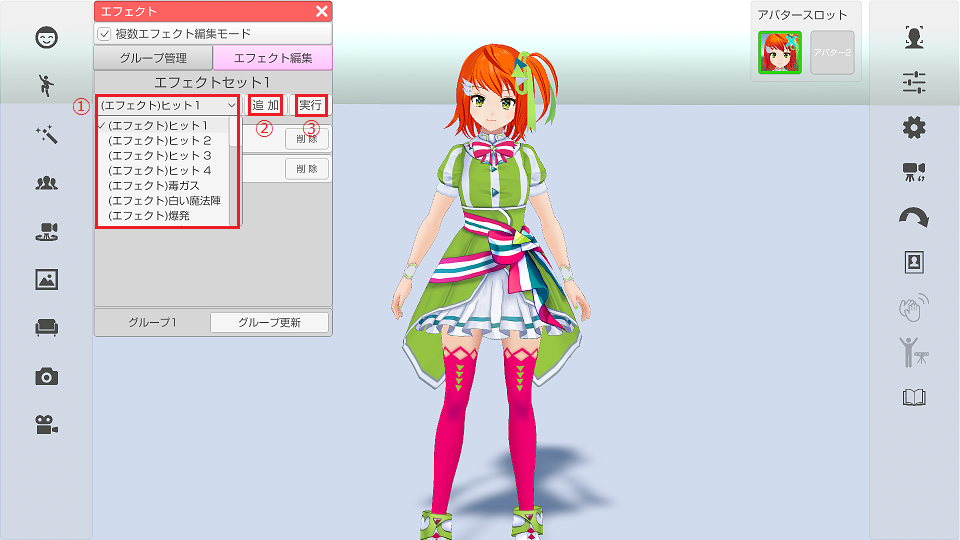 エフェクト
複数エフェクト編集モード
グループ管理 エフェクト編集
エフェクトセット1
① (エフェクト)ヒット1 追加 実行
② ③
(エフェクト)ヒット1
(エフェクト)ヒット2
(エフェクト)ヒット3
(エフェクト)ヒット4
(エフェクト)毒ガス
(エフェクト)白い魔法陣
(エフェクト)爆発
削除
削除
グループ1 グループ更新
アバタースロット
アバター2